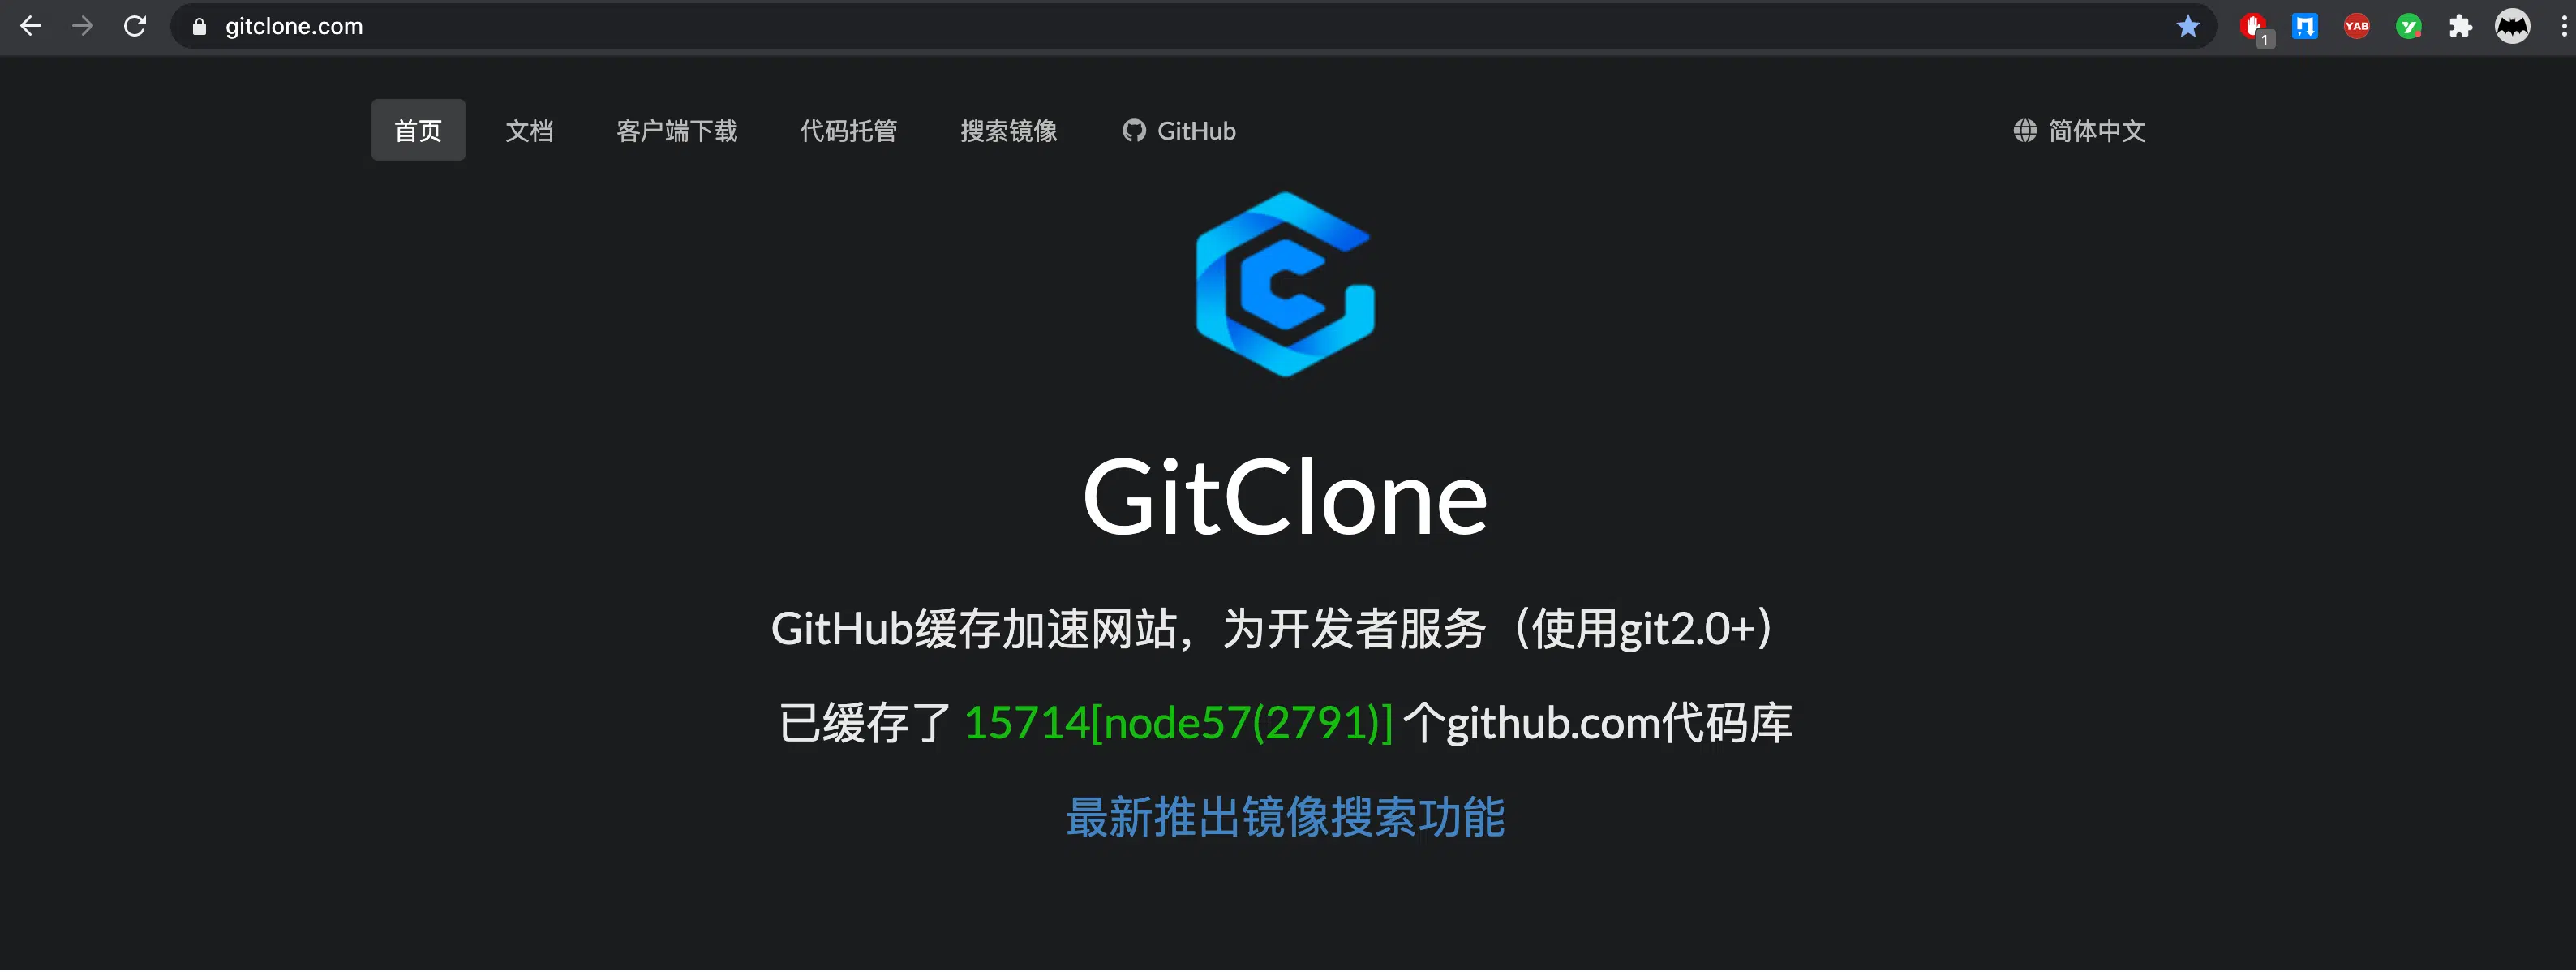 gitclone.com
1
YAB
首页 文档 客户端下载 代码托管 搜索镜像 GitHub 简体中文
GitClone
GitHub缓存加速网站，为开发者服务（使用git2.0+）
已缓存了 15714[node57(2791)] 个github.com代码库
最新推出镜像搜索功能